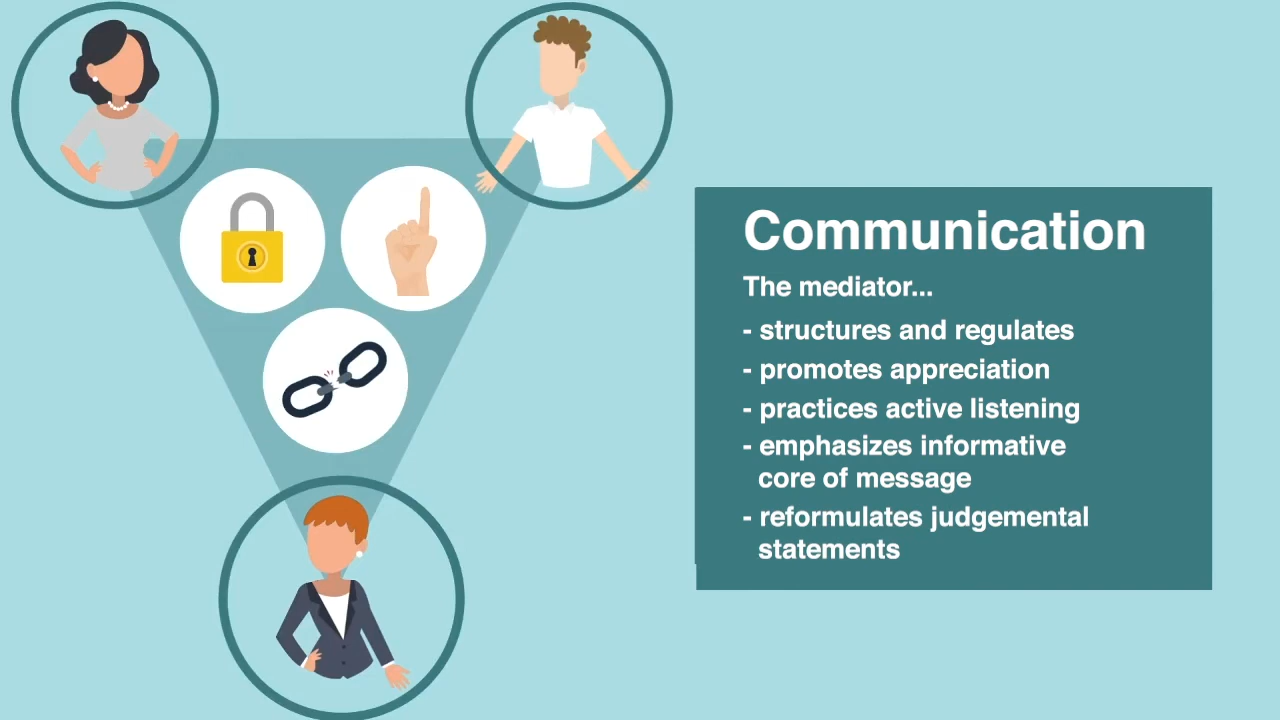 Communication
The mediator...
- structures and regulates
- promotes appreciation
- practices active listening
- emphasizes informative
core of message
- reformulates judgemental
statements